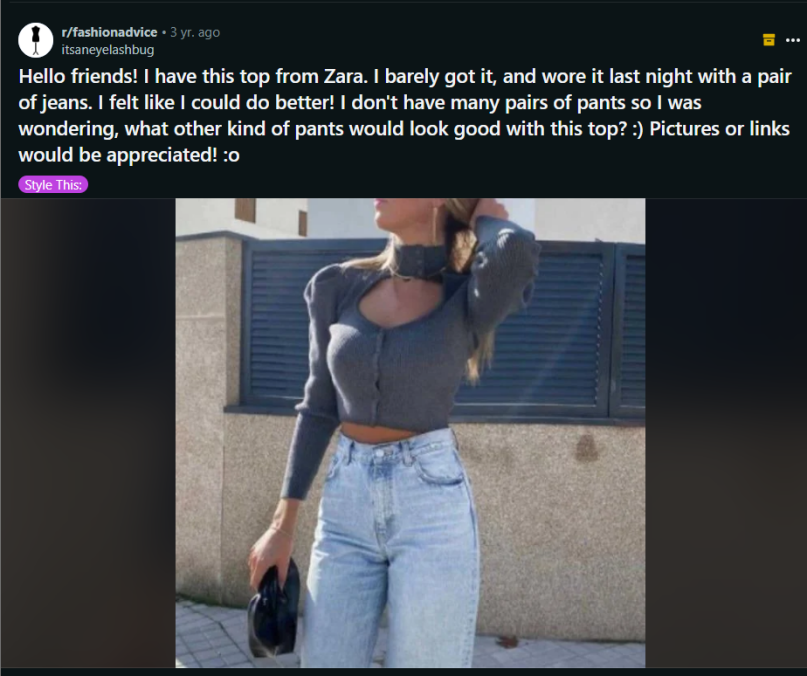 r/fashionadvice • 3 yr. ago
itsaneyelashbug
Hello friends! I have this top from Zara. I barely got it, and wore it last night with a pair
of jeans. I felt like I could do better! I don't have many pairs of pants so I was
wondering, what other kind of pants would look good with this top? :) Pictures or links
would be appreciated! :o
Style This: